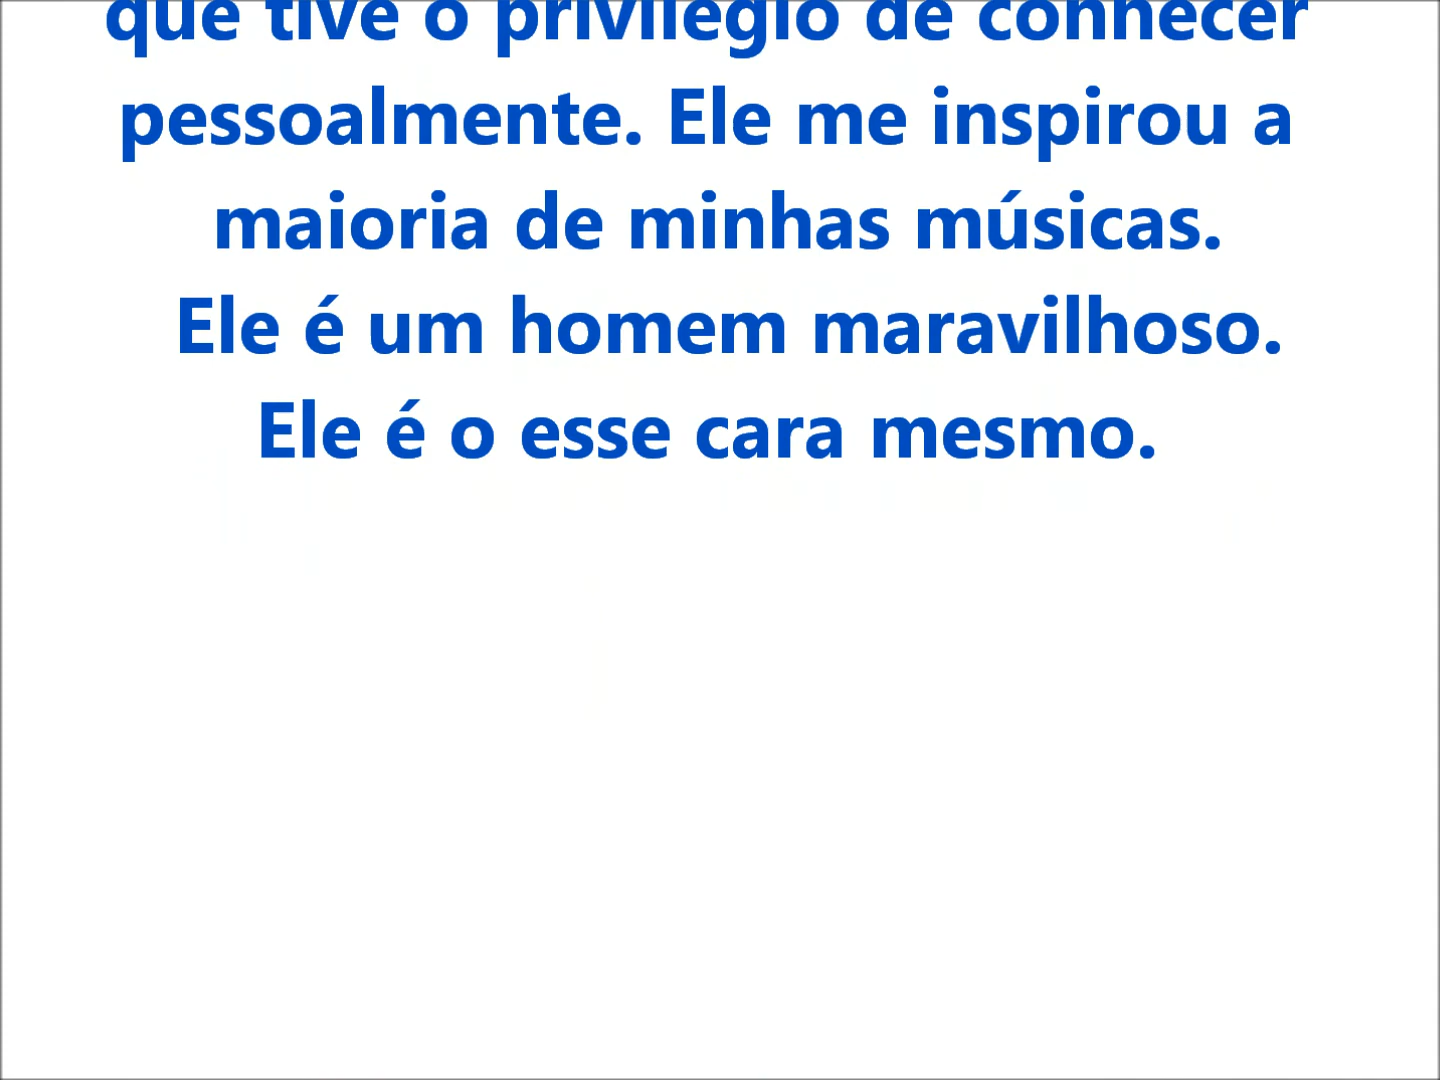 que tive o privilégio de conhecer
pessoalmente. Ele me inspirou a
maioria de minhas músicas.
Ele é um homem maravilhoso.
Ele é o esse cara mesmo.